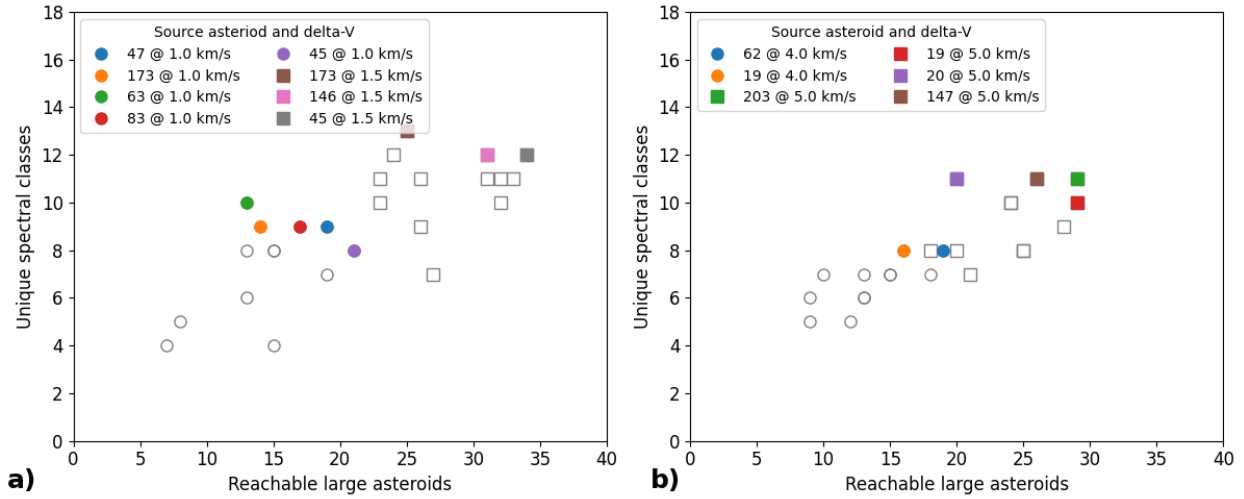 Source asteriod and delta-V
47 @ 1.0 km/s
173 @ 1.0 km/s
63 @ 1.0 km/s
83 @ 1.0 km/s
45 @ 1.0 km/s
173 @ 1.5 km/s
146 @ 1.5 km/s
45 @ 1.5 km/s
Unique spectral classes
18
16
14
12
10
8
6
4
2
0
0 5 10 15 20 25 30 35 40
Reachable large asteroids
a)
Source asteroid and delta-V
62 @ 4.0 km/s
19 @ 4.0 km/s
203 @ 5.0 km/s
19 @ 5.0 km/s
20 @ 5.0 km/s
147 @ 5.0 km/s
Unique spectral classes
18
16
14
12
10
8
6
4
2
0
0 5 10 15 20 25 30 35 40
Reachable large asteroids
b)